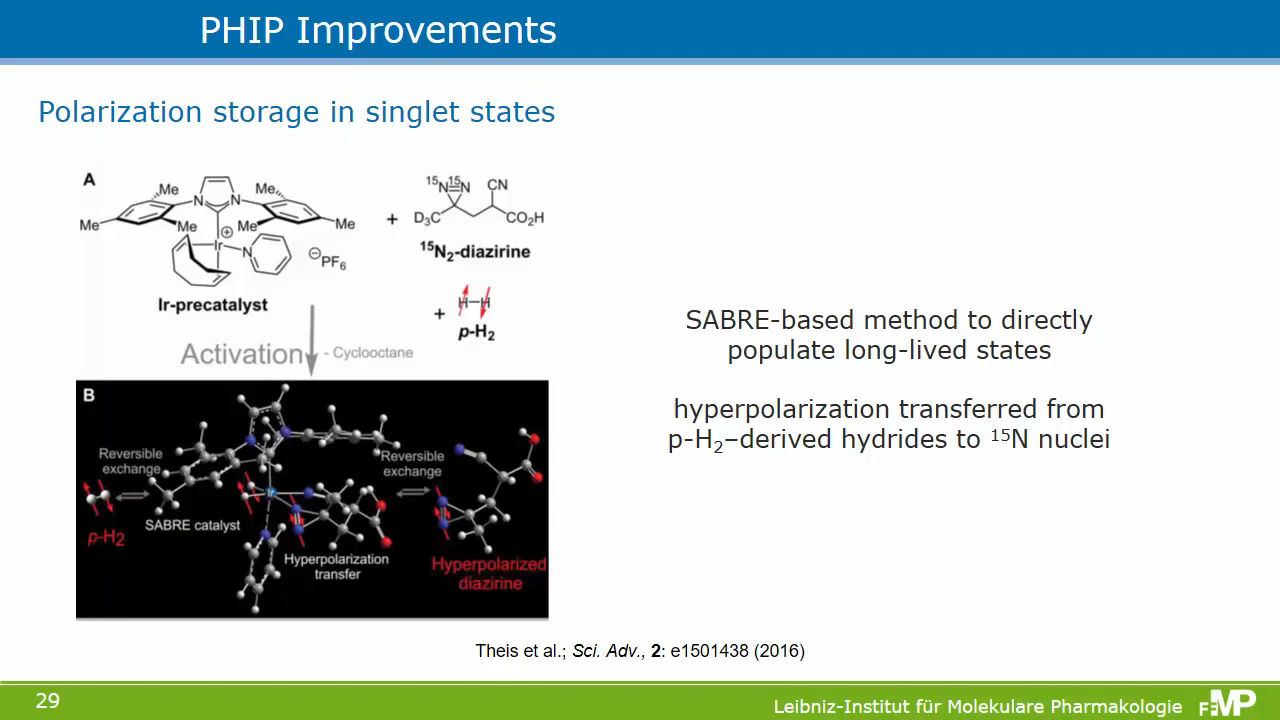 PHIP Improvements
Polarization storage in singlet states
A
Me
Me
Me
Me
Me
Me
N
N
Ir
⊕
N
⊖PF6
Ir-precatalyst
+
15N
15N
CN
D3C
CO2H
15N2-diazirine
+
H–H
p-H2
Activation
- Cyclooctane
B
Reversible
exchange
p-H2
SABRE catalyst
Ir
Hyperpolarization
transfer
Reversible
exchange
Hyperpolarized
diazirine
SABRE-based method to directly
populate long-lived states
hyperpolarization transferred from
p-H2–derived hydrides to 15N nuclei
Theis et al.; Sci. Adv., 2: e1501438 (2016)
29
Leibniz-Institut für Molekulare Pharmakologie
FMP